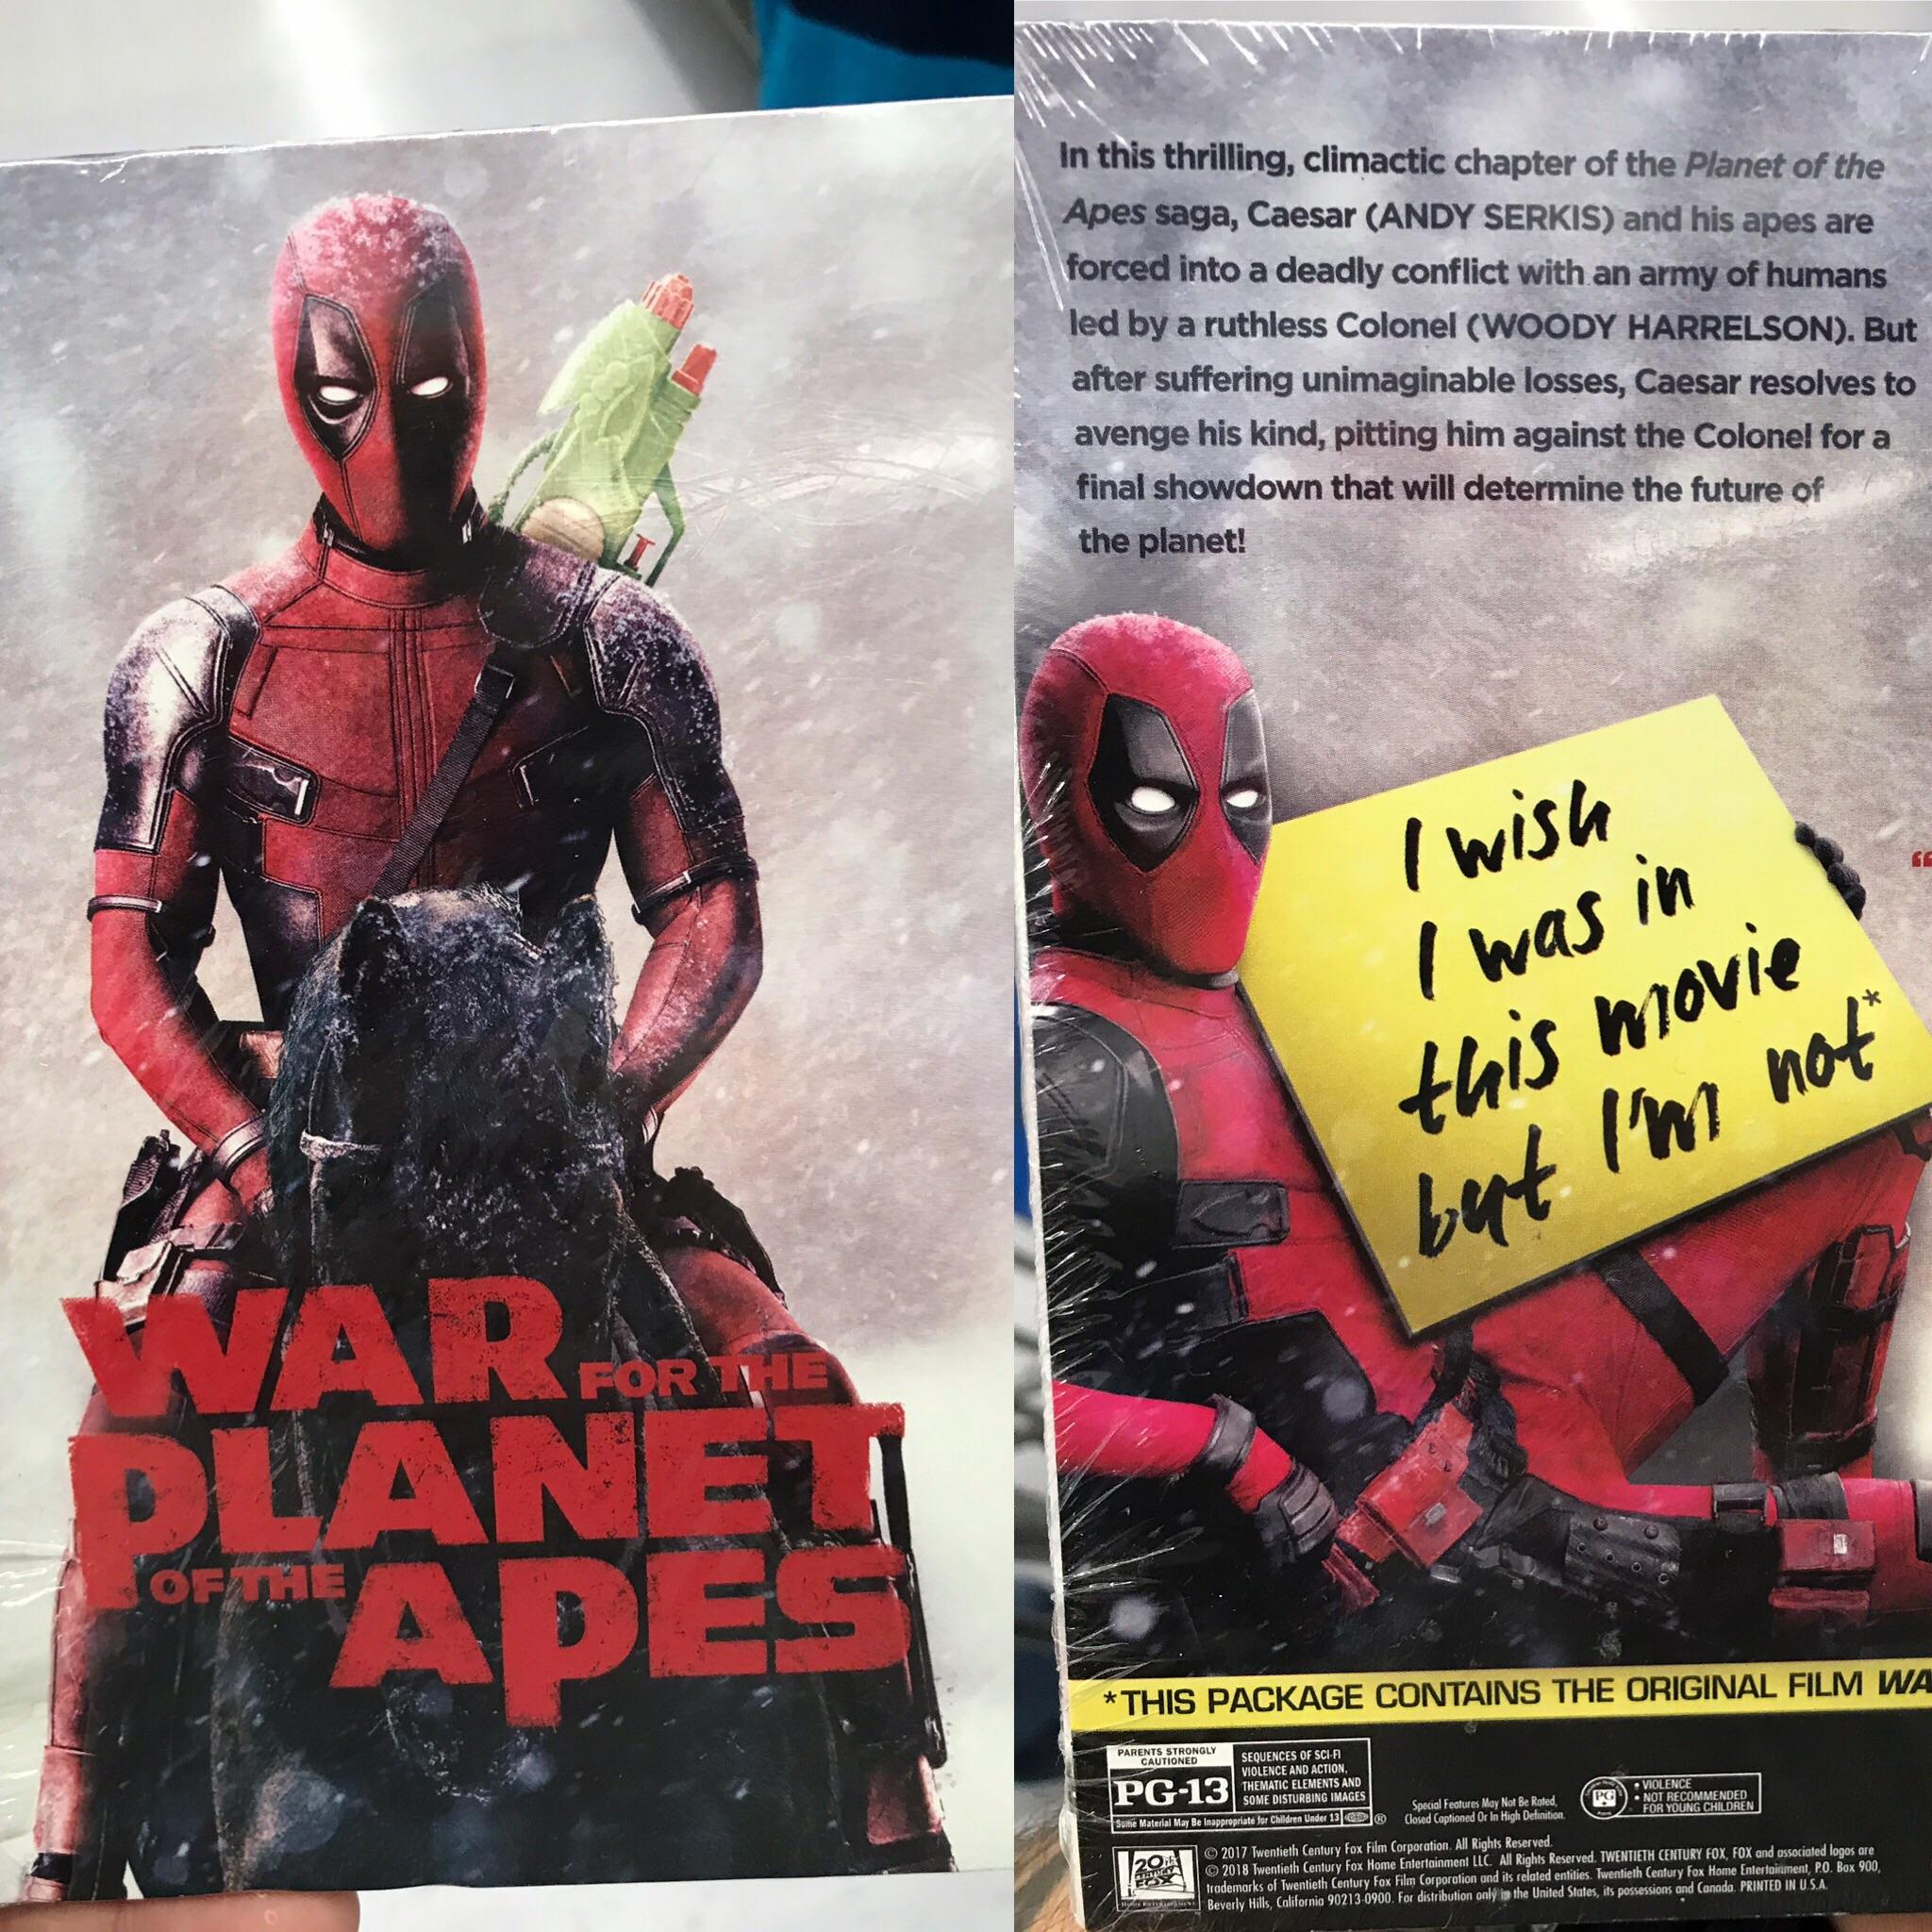 WAR FOR THE
PLANET
OF THE APES
In this thrilling, climactic chapter of the Planet of the
Apes saga, Caesar (ANDY SERKIS) and his apes are
forced into a deadly conflict with an army of humans
led by a ruthless Colonel (WOODY HARRELSON). But
after suffering unimaginable losses, Caesar resolves to
avenge his kind, pitting him against the Colonel for a
final showdown that will determine the future of
the planet!
“
I wish
I was in
this movie
but I'm not*
*THIS PACKAGE CONTAINS THE ORIGINAL FILM WA
PARENTS STRONGLY
CAUTIONED
PG-13
SEQUENCES OF SCI-FI
VIOLENCE AND ACTION,
THEMATIC ELEMENTS AND
SOME DISTURBING IMAGES
Some Material May Be Inappropriate for Children Under 13
®
Special Features May Not Be Rated,
Closed Captioned Or In High Definition.
PG
• VIOLENCE
• NOT RECOMMENDED
FOR YOUNG CHILDREN
20th
CENTURY
FOX
© 2017 Twentieth Century Fox Film Corporation. All Rights Reserved.
© 2018 Twentieth Century Fox Home Entertainment LLC. All Rights Reserved. TWENTIETH CENTURY FOX, FOX and associated logos are
trademarks of Twentieth Century Fox Film Corporation and its related entities. Twentieth Century Fox Home Entertainment, P.O. Box 900,
Beverly Hills, California 90213-0900. For distribution only in the United States, its possessions and Canada. PRINTED IN U.S.A.